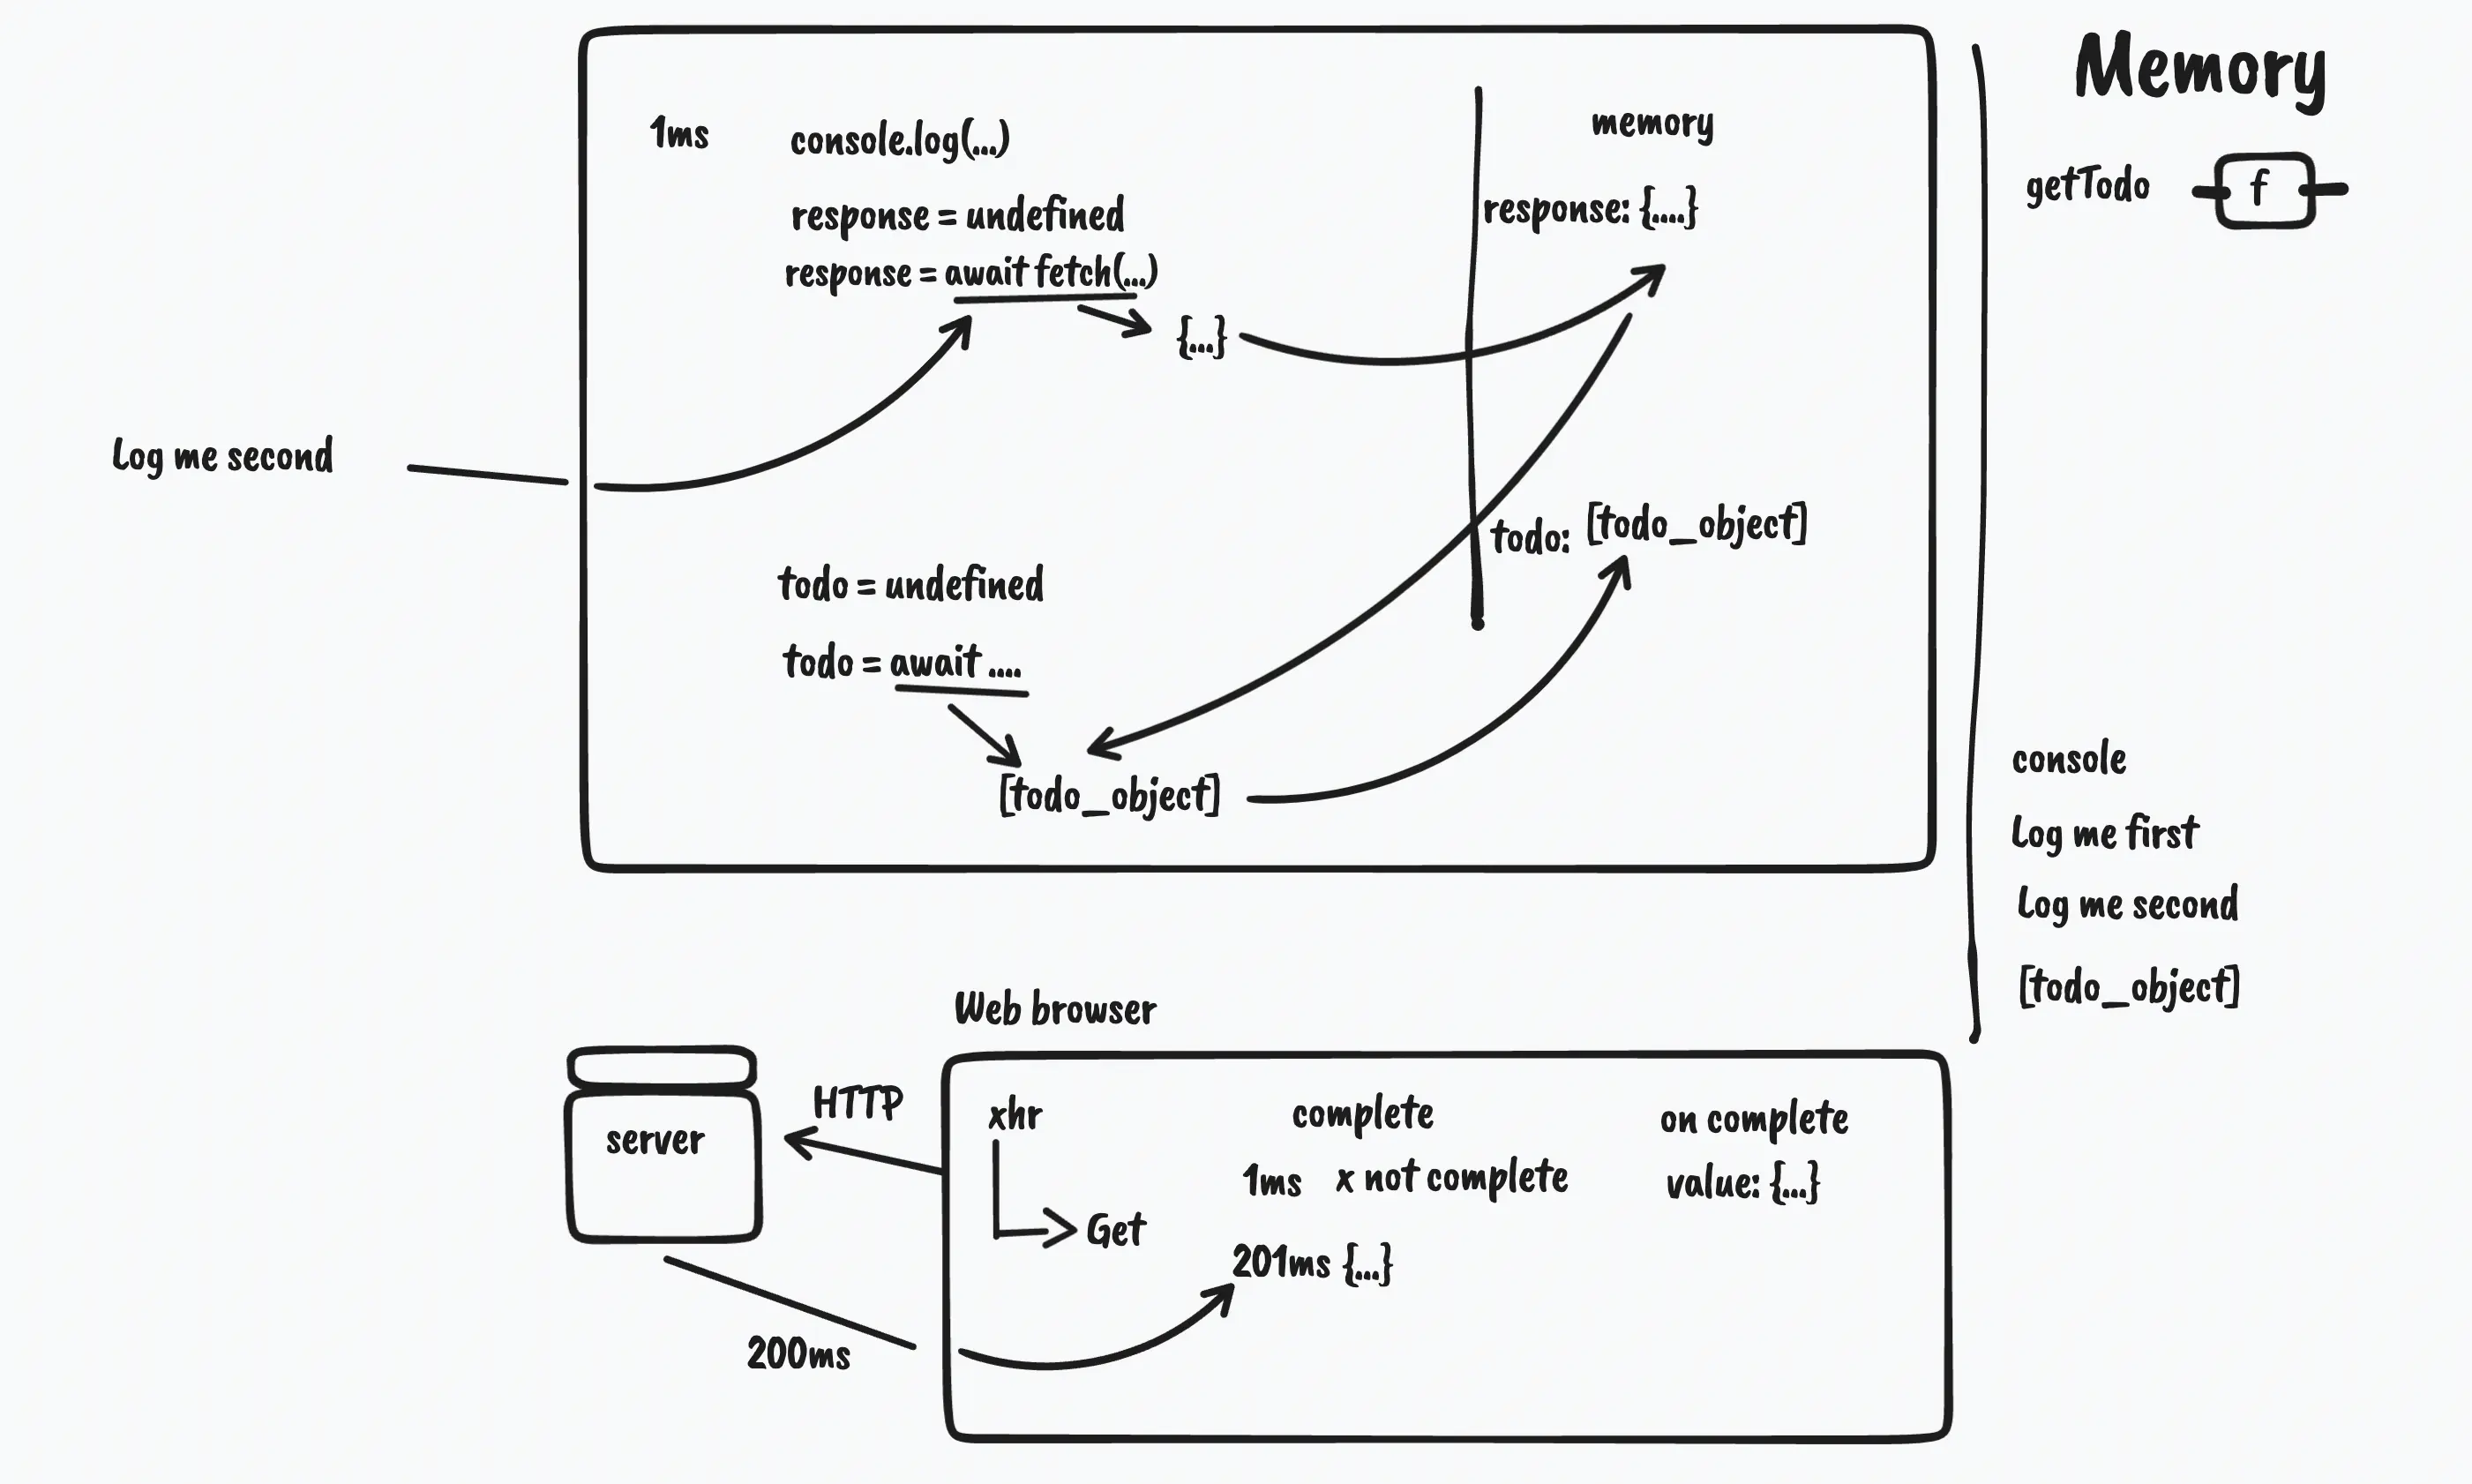 Memory
getTodo f
1ms console.log(...)
response = undefined
response = await fetch(...)
{...}
memory
response: {....}
Log me second
todo: [todo_object]
todo = undefined
todo = await ....
[todo_object]
console
Log me first
Log me second
[todo_object]
Web browser
server
HTTP
200ms
xhr
Get
complete
1ms x not complete
201ms {...}
on complete
value: {...}